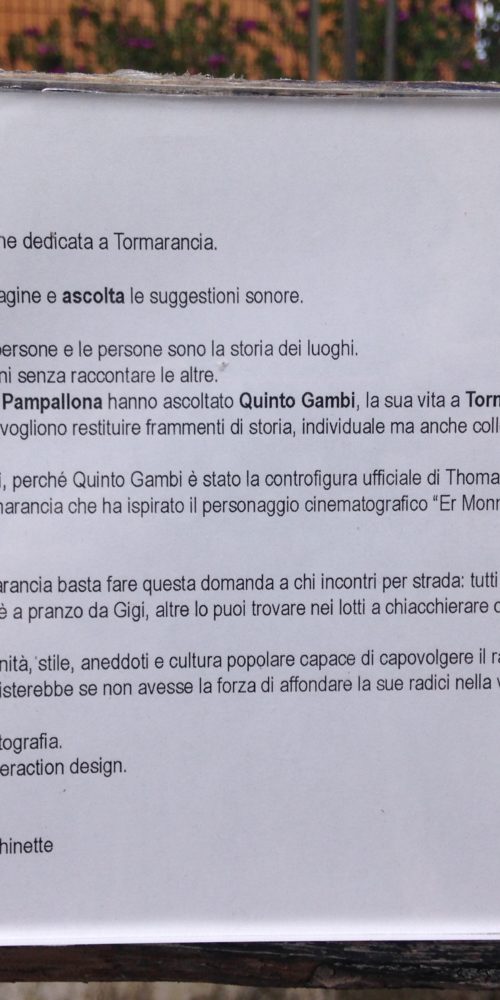 ne dedicata a Tormarancia.
agine e ascolta le suggestioni sonore.
ersone e le persone sono la storia dei luoghi.
ni senza raccontare le altre.
Pampallona hanno ascoltato Quinto Gambi, la sua vita a Torm
vogliono restituire frammenti di storia, individuale ma anche coll
i, perché Quinto Gambi è stato la controfigura ufficiale di Thoma
narancia che ha ispirato il personaggio cinematografico “Er Monn
arancia basta fare questa domanda a chi incontri per strada: tutti
è a pranzo da Gigi, altre lo puoi trovare nei lotti a chiacchierare c
nità, stile, aneddoti e cultura popolare capace di capovolgere il ra
isterebbe se non avesse la forza di affondare la sue radici nella v
tografia.
eraction design.
hinette